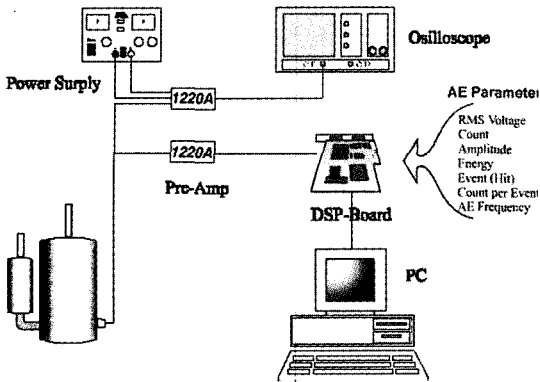 Osilloscope
Power Surply
1220A
AE Parameter
RMS Voltage
Count
Amplitude
Energy
Event (Hit)
Count per Event
AE Frequency
1220A
Pre-Amp
DSP-Board
PC